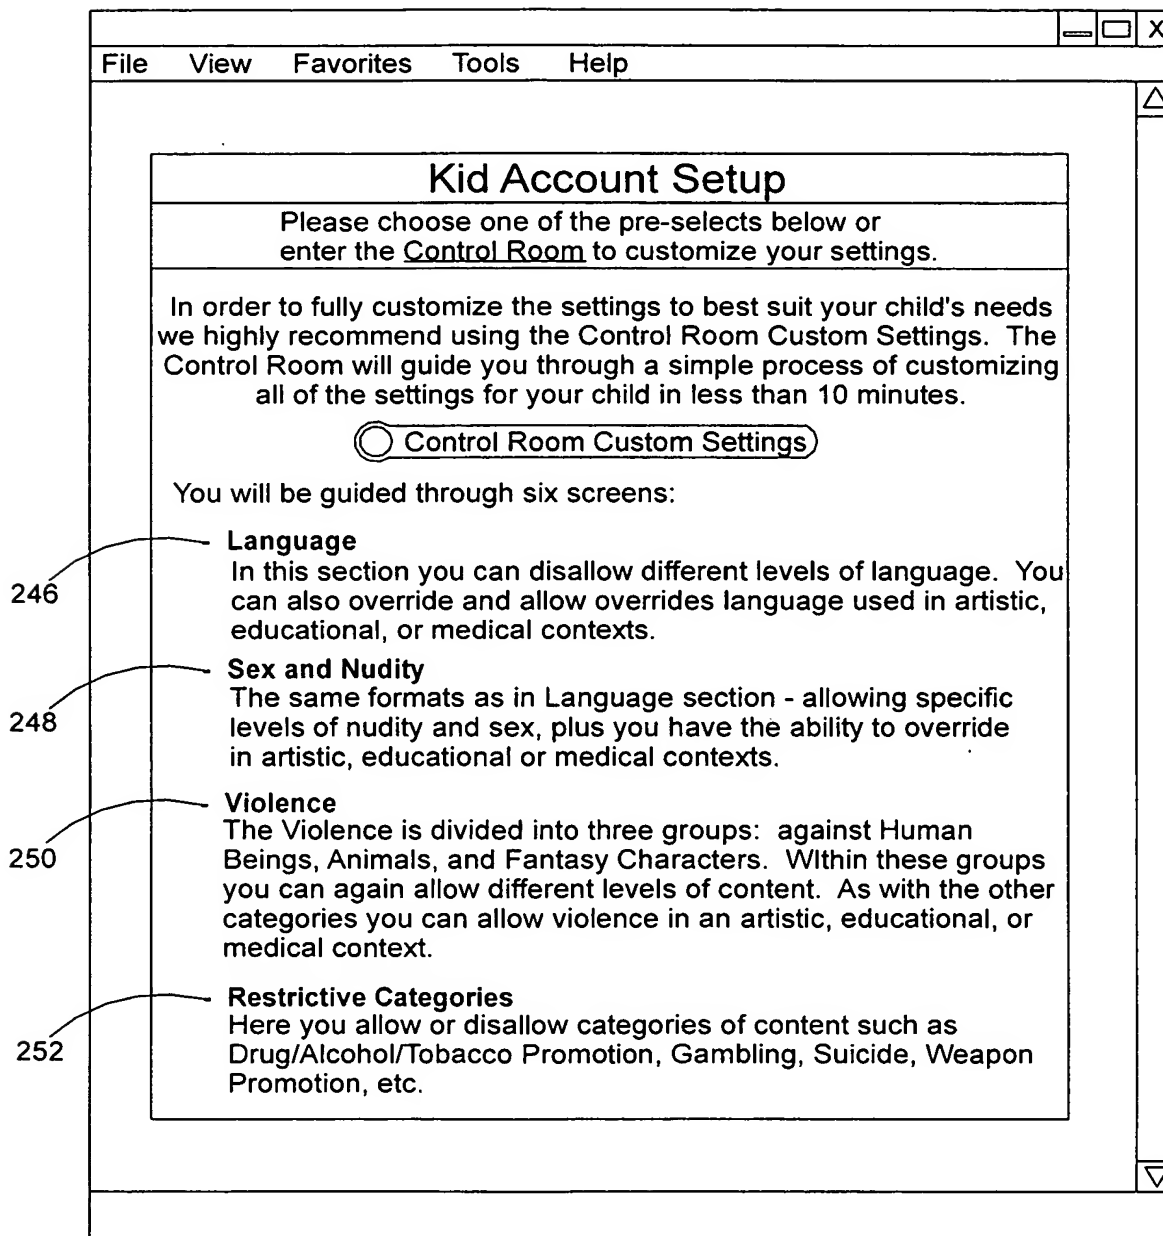 X
File View Favorites Tools Help
Kid Account Setup
Please choose one of the pre-selects below or
enter the Control Room to customize your settings.
In order to fully customize the settings to best suit your child's needs
we highly recommend using the Control Room Custom Settings. The
Control Room will guide you through a simple process of customizing
all of the settings for your child in less than 10 minutes.
Control Room Custom Settings
You will be guided through six screens:
Language
In this section you can disallow different levels of language. You
246
can also override and allow overrides language used in artistic,
educational, or medical contexts.
Sex and Nudity
The same formats as in Language section - allowing specific
248
levels of nudity and sex, plus you have the ability to override
in artistic, educational or medical contexts.
Violence
The Violence is divided into three groups: against Human
250
Beings, Animals, and Fantasy Characters. WIthin these groups
you can again allow different levels of content. As with the other
categories you can allow violence in an artistic, educational, or
medical context.
Restrictive Categories
Here you allow or disallow categories of content such as
252
Drug/Alcohol/Tobacco Promotion, Gambling, Suicide, Weapon
Promotion, etc.